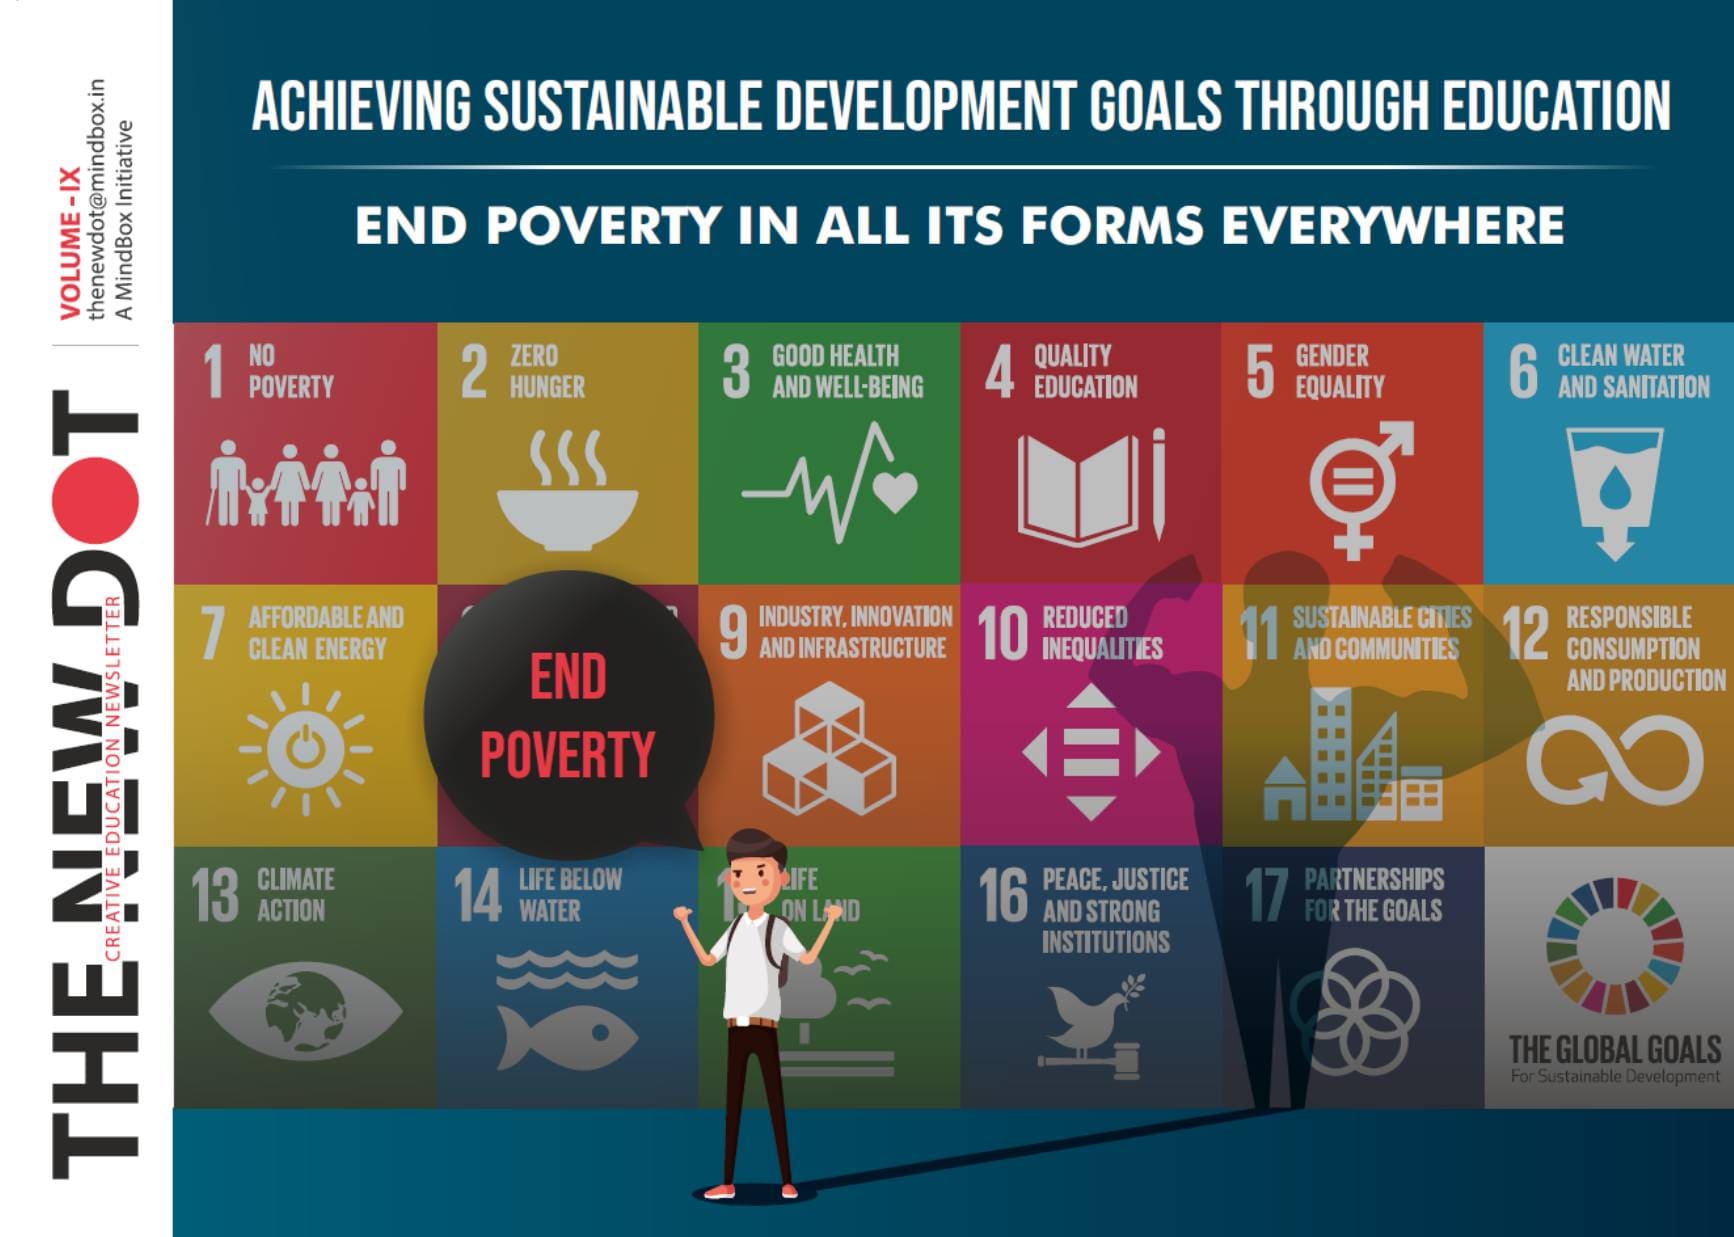 VOLUME - IX
thenewdot@mindbox.in
A MindBox Initiative
THE NEW DOT
CREATIVE EDUCATION NEWSLETTER
ACHIEVING SUSTAINABLE DEVELOPMENT GOALS THROUGH EDUCATION
END POVERTY IN ALL ITS FORMS EVERYWHERE
1 NO
POVERTY
2 ZERO
HUNGER
3 GOOD HEALTH
AND WELL-BEING
4 QUALITY
EDUCATION
5 GENDER
EQUALITY
6 CLEAN WATER
AND SANITATION
7 AFFORDABLE AND
CLEAN ENERGY
END
POVERTY
9 INDUSTRY, INNOVATION
AND INFRASTRUCTURE
10 REDUCED
INEQUALITIES
11 SUSTAINABLE CITIES
AND COMMUNITIES
12 RESPONSIBLE
CONSUMPTION
AND PRODUCTION
13 CLIMATE
ACTION
14 LIFE BELOW
WATER
LIFE
ON LAND
16 PEACE, JUSTICE
AND STRONG
INSTITUTIONS
17 PARTNERSHIPS
FOR THE GOALS
THE GLOBAL GOALS
For Sustainable Development